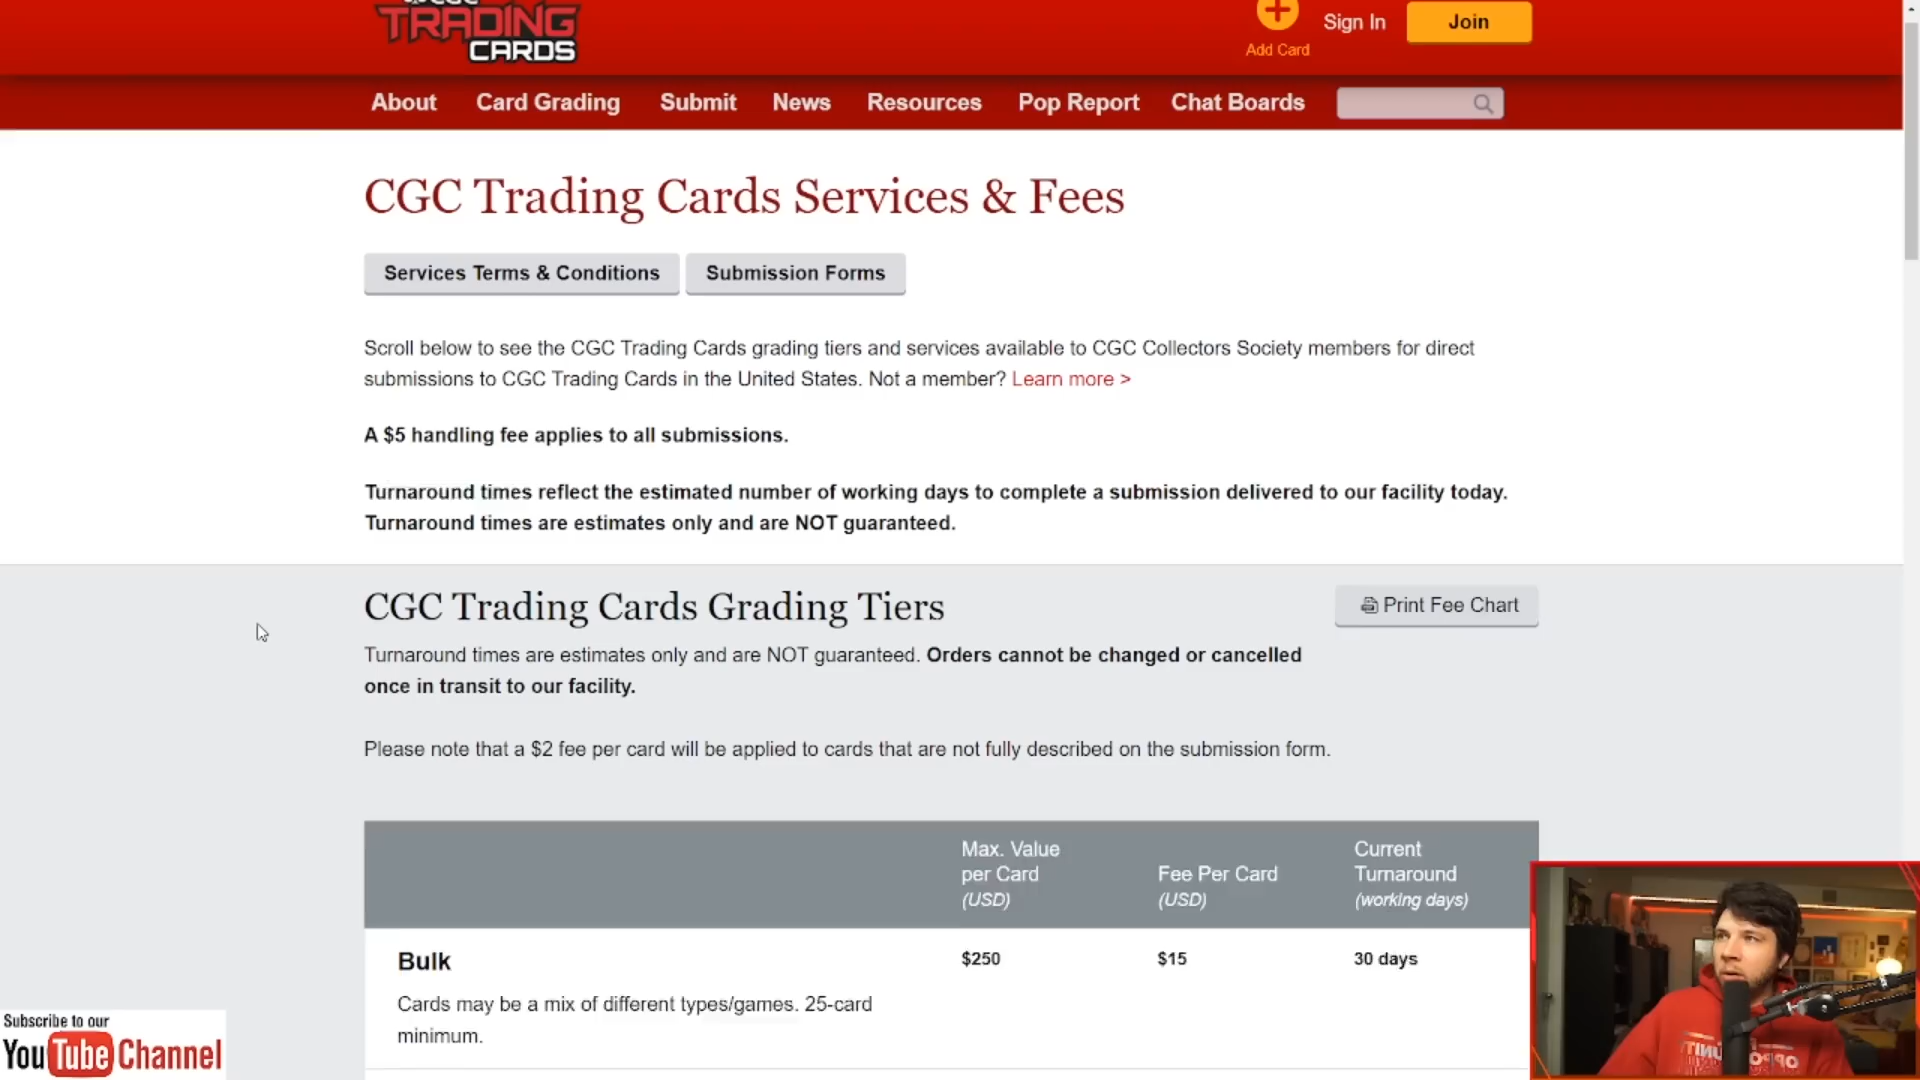 TRADING
CARDS
Add Card
Sign In
Join
About
Card Grading
Submit
News
Resources
Pop Report
Chat Boards
CGC Trading Cards Services & Fees
Services Terms & Conditions
Submission Forms
Scroll below to see the CGC Trading Cards grading tiers and services available to CGC Collectors Society members for direct
submissions to CGC Trading Cards in the United States. Not a member? Learn more >
A $5 handling fee applies to all submissions.
Turnaround times reflect the estimated number of working days to complete a submission delivered to our facility today.
Turnaround times are estimates only and are NOT guaranteed.
CGC Trading Cards Grading Tiers
Print Fee Chart
Turnaround times are estimates only and are NOT guaranteed. Orders cannot be changed or cancelled
once in transit to our facility.
Please note that a $2 fee per card will be applied to cards that are not fully described on the submission form.
Max. Value
per Card
(USD)
Fee Per Card
(USD)
Current
Turnaround
(working days)
Bulk
$250
$15
30 days
Cards may be a mix of different types/games. 25-card
minimum.
Subscribe to our
YouTube Channel